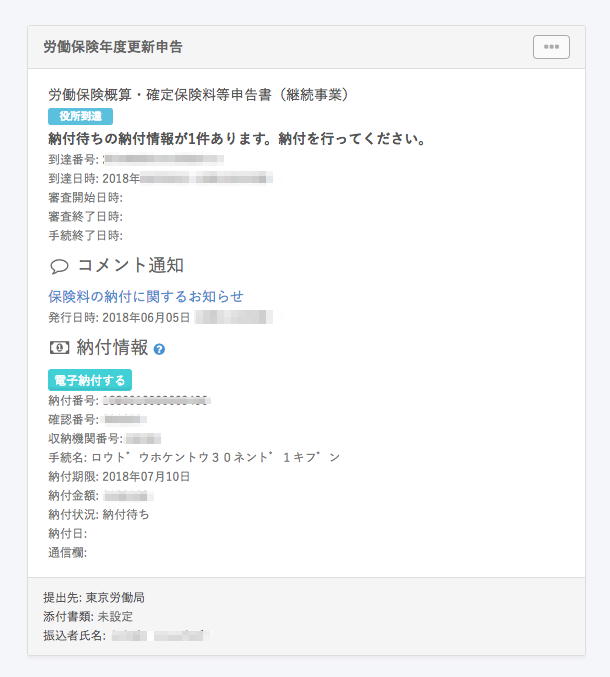 労働保険年度更新申告
労働保険概算・確定保険料等申告書（継続事業）
役所到達
納付待ちの納付情報が1件あります。納付を行ってください。
到達番号:
到達日時: 2018年
審査開始日時:
審査終了日時:
手続終了日時:
コメント通知
保険料の納付に関するお知らせ
発行日時: 2018年06月05日
納付情報
電子納付する
納付番号:
確認番号:
収納機関番号:
手続名: ロウト゛ウホケントウ３０ネント゛１キフ゛ン
納付期限: 2018年07月10日
納付金額:
納付状況: 納付待ち
納付日:
通信欄:
提出先: 東京労働局
添付書類: 未設定
振込者氏名: